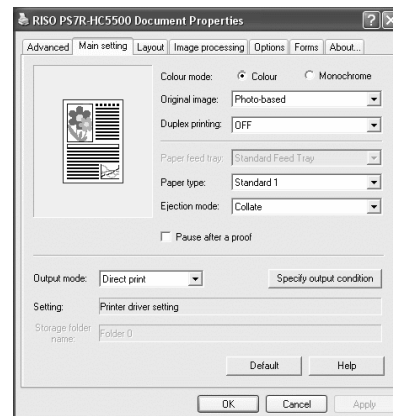 RISO PS7R-HC5500 Document Properties
Advanced Main setting Layout Image processing Options Forms About...
Colour mode: Colour Monochrome
Original image: Photo-based
Duplex printing: OFF
Paper feed tray: Standard Feed Tray
Paper type: Standard 1
Ejection mode: Collate
Pause after a proof
Output mode: Direct print Specify output condition
Setting: Printer driver setting
Storage folder name: Folder 0
Default Help
OK Cancel Apply